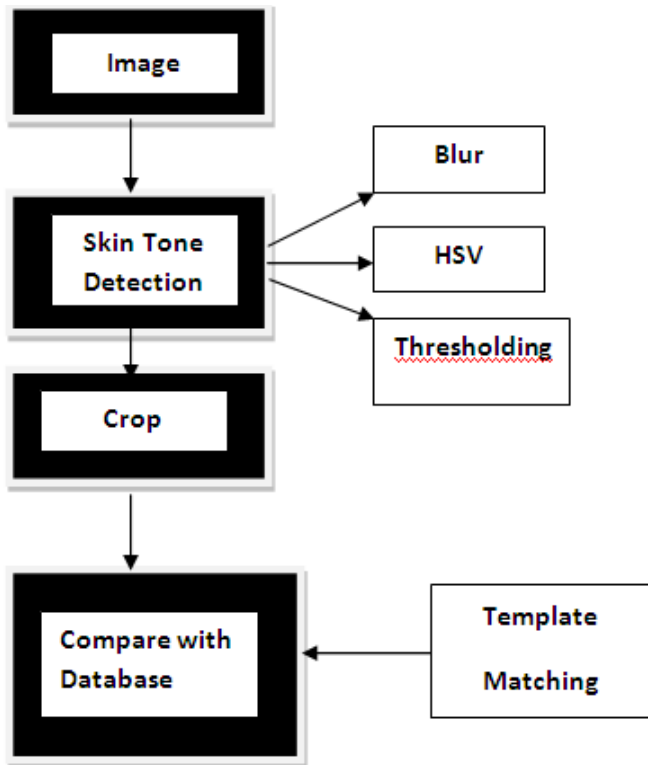 Image
Blur
Skin Tone
Detection
HSV
Thresholding
Crop
Compare with
Database
Template
Matching